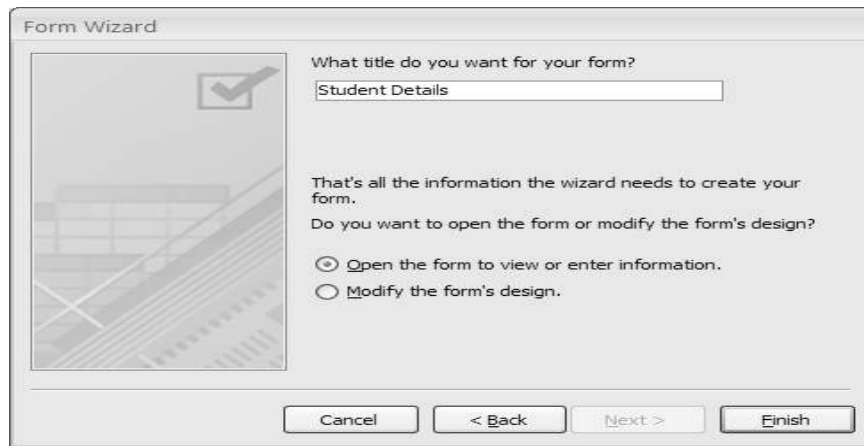 Form Wizard
What title do you want for your form?
Student Details
That's all the information the wizard needs to create your
form.
Do you want to open the form or modify the form's design?
Open the form to view or enter information.
Modify the form's design.
Cancel
< Back
Next >
Finish